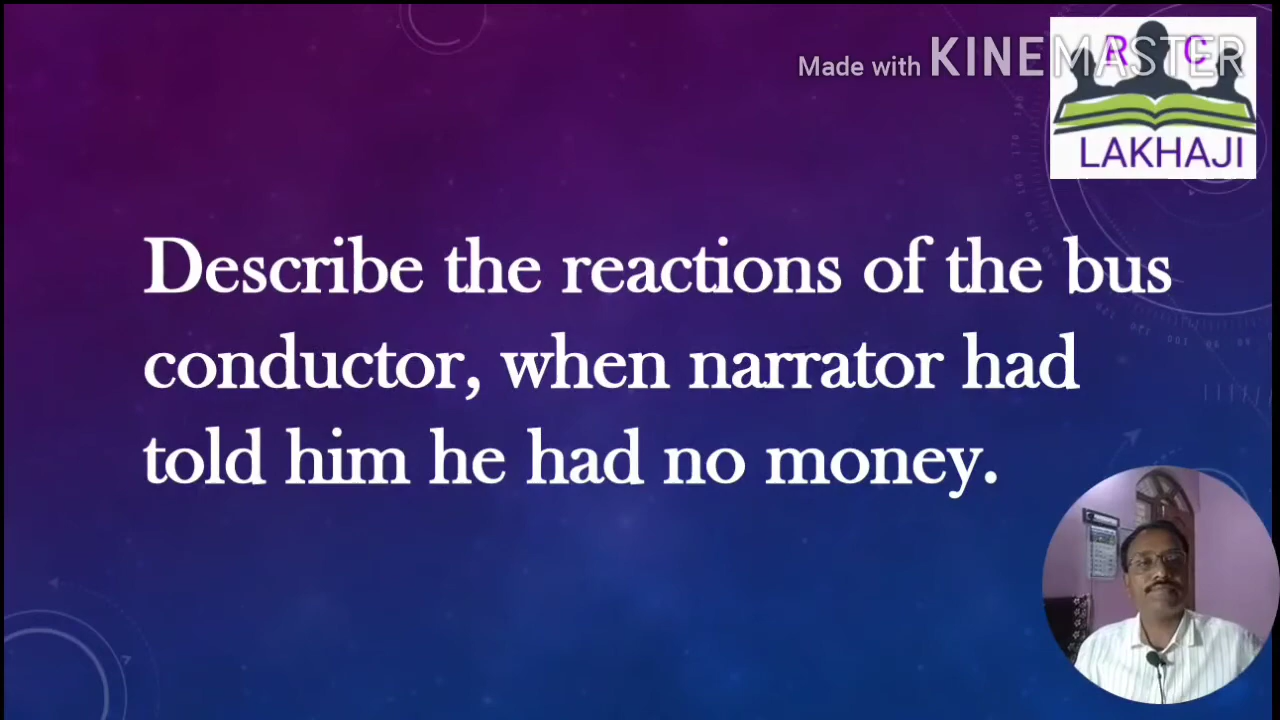 Made with KINEMASTER
R C
LAKHAJI
Describe the reactions of the bus
conductor, when narrator had
told him he had no money.